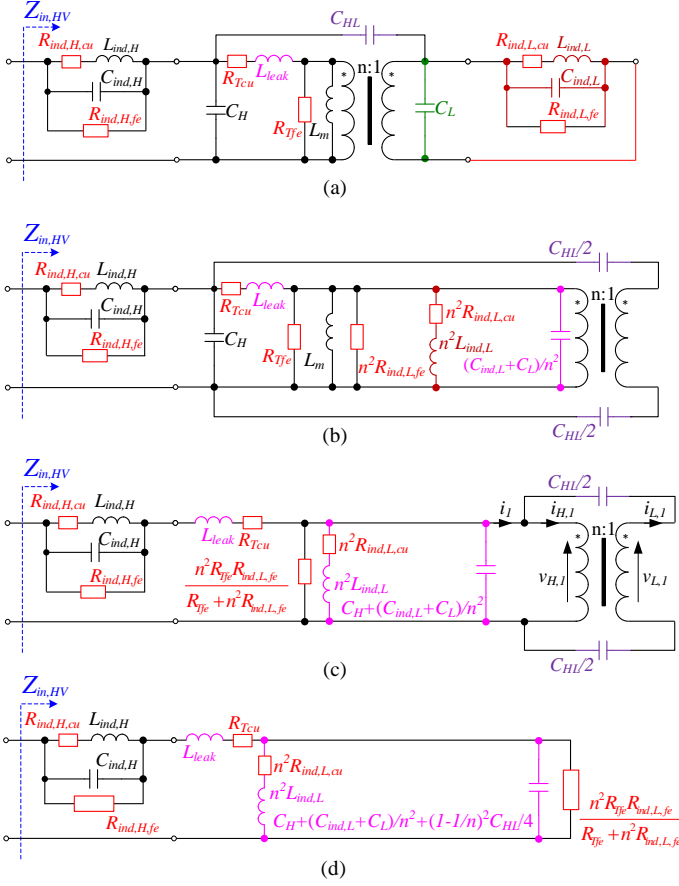 Z_{in,HV}
C_{HL}
R_{ind,H,cu} L_{ind,H}
R_{Tcu} L_{leak}
n:1
R_{ind,L,cu} L_{ind,L}
C_{ind,H}
* *
C_{ind,L}
R_{ind,H,fe}
C_H
R_{Tfe} L_m
C_L
R_{ind,L,fe}
(a)
Z_{in,HV}
C_{HL}/2
R_{ind,H,cu} L_{ind,H}
R_{Tcu} L_{leak}
n:1
C_{ind,H}
n^2R_{ind,L,cu}
* *
R_{ind,H,fe}
C_H
R_{Tfe} L_m
n^2R_{ind,L,fe}
n^2L_{ind,L}
(C_{ind,L}+C_L)/n^2
C_{HL}/2
(b)
Z_{in,HV}
C_{HL}/2
R_{ind,H,cu} L_{ind,H}
L_{leak} R_{Tcu}
i_1 i_{H,1} n:1 i_{L,1}
C_{ind,H}
n^2R_{ind,L,cu}
* *
R_{ind,H,fe}
n^2R_{Tfe}R_{ind,L,fe}
R_{Tfe}+n^2R_{ind,L,fe}
n^2L_{ind,L}
C_H+(C_{ind,L}+C_L)/n^2
v_{H,1} v_{L,1}
C_{HL}/2
(c)
Z_{in,HV}
R_{ind,H,cu} L_{ind,H}
L_{leak} R_{Tcu}
C_{ind,H}
n^2R_{ind,L,cu}
R_{ind,H,fe}
n^2L_{ind,L}
C_H+(C_{ind,L}+C_L)/n^2+(1-1/n)^2C_{HL}/4
n^2R_{Tfe}R_{ind,L,fe}
R_{Tfe}+n^2R_{ind,L,fe}
(d)